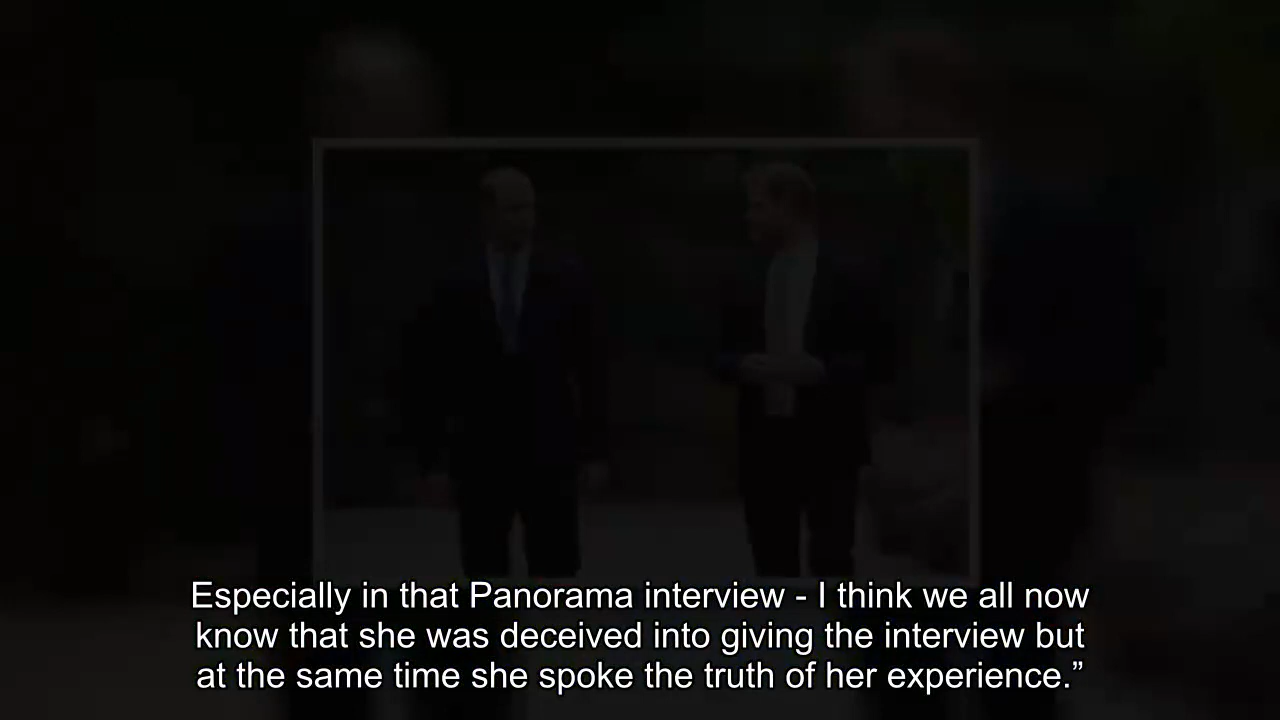 Especially in that Panorama interview - I think we all now
know that she was deceived into giving the interview but
at the same time she spoke the truth of her experience.”